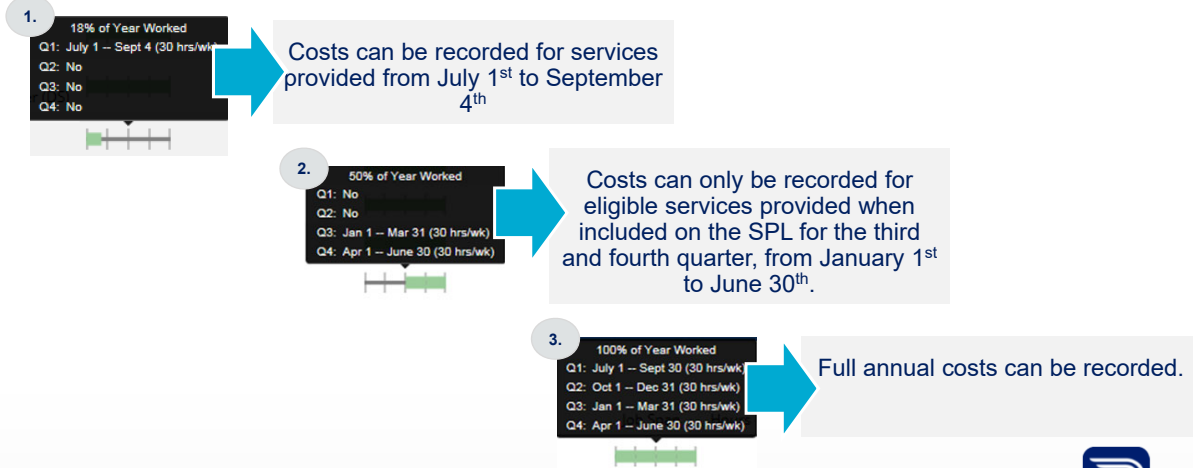 1.
18% of Year Worked
Q1: July 1 -- Sept 4 (30 hrs/wk)
Q2: No
Q3: No
Q4: No
Costs can be recorded for services
provided from July 1st to September
4th
2.
50% of Year Worked
Q1: No
Q2: No
Q3: Jan 1 -- Mar 31 (30 hrs/wk)
Q4: Apr 1 -- June 30 (30 hrs/wk)
Costs can only be recorded for
eligible services provided when
included on the SPL for the third
and fourth quarter, from January 1st
to June 30th.
3.
100% of Year Worked
Q1: July 1 -- Sept 30 (30 hrs/wk)
Q2: Oct 1 -- Dec 31 (30 hrs/wk)
Q3: Jan 1 -- Mar 31 (30 hrs/wk)
Q4: Apr 1 -- June 30 (30 hrs/wk)
Full annual costs can be recorded.